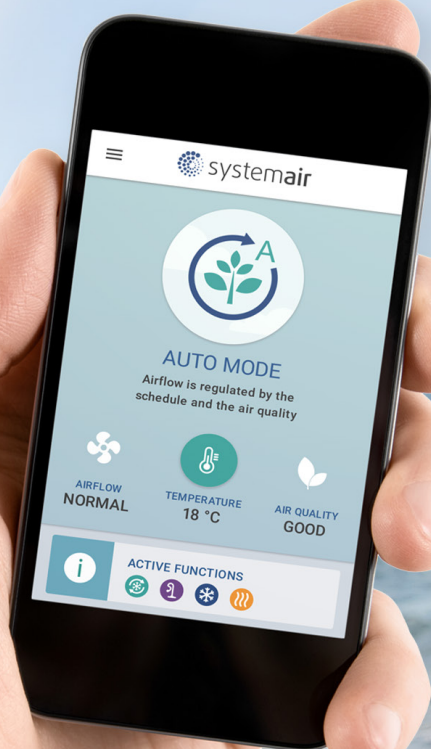 systemair
A
AUTO MODE
Airflow is regulated by the
schedule and the air quality
AIRFLOW
NORMAL
TEMPERATURE
18 °C
AIR QUALITY
GOOD
i
ACTIVE FUNCTIONS